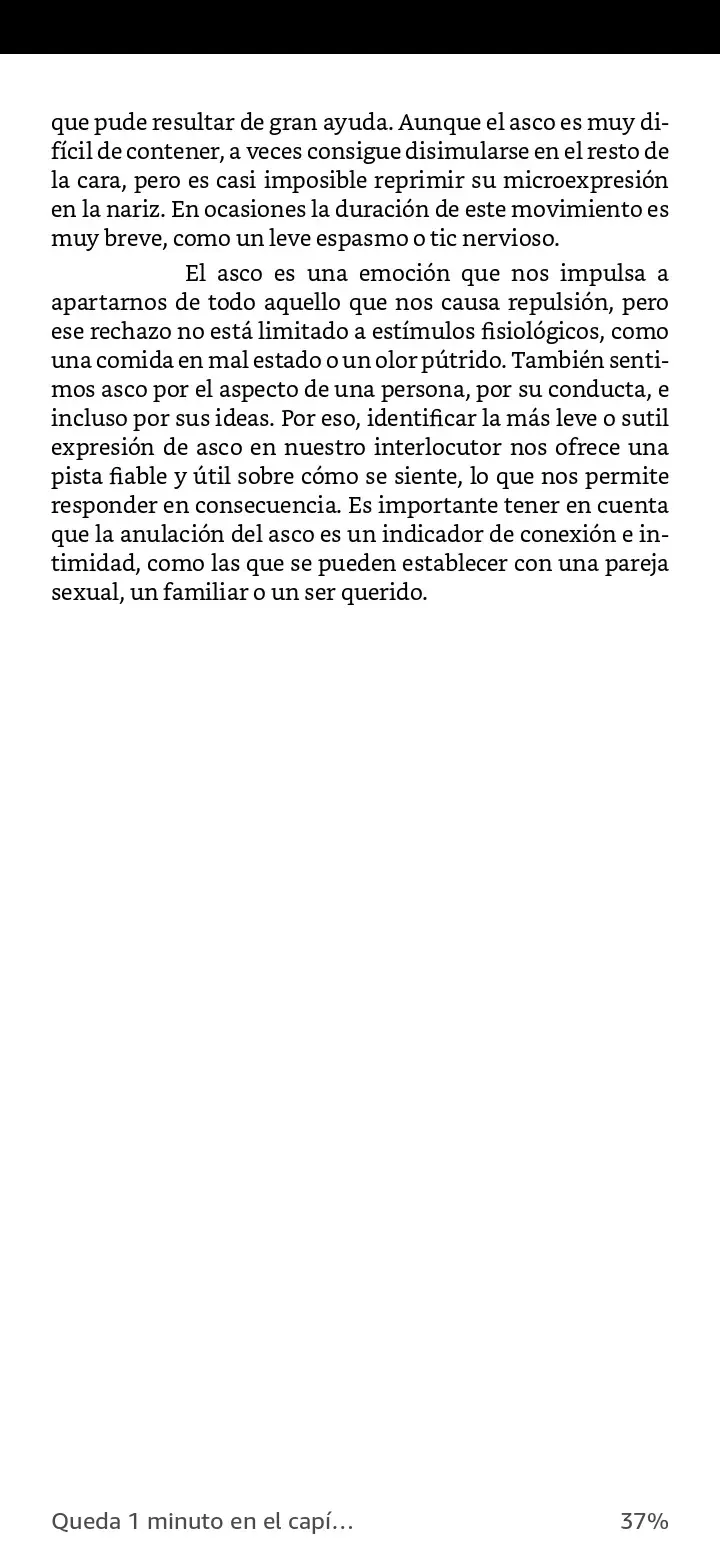 que pude resultar de gran ayuda. Aunque el asco es muy di-
fícil de contener, a veces consigue disimularse en el resto de
la cara, pero es casi imposible reprimir su microexpresión
en la nariz. En ocasiones la duración de este movimiento es
muy breve, como un leve espasmo o tic nervioso.
El asco es una emoción que nos impulsa a
apartarnos de todo aquello que nos causa repulsión, pero
ese rechazo no está limitado a estímulos fisiológicos, como
una comida en mal estado o un olor pútrido. También senti-
mos asco por el aspecto de una persona, por su conducta, e
incluso por sus ideas. Por eso, identificar la más leve o sutil
expresión de asco en nuestro interlocutor nos ofrece una
pista fiable y útil sobre cómo se siente, lo que nos permite
responder en consecuencia. Es importante tener en cuenta
que la anulación del asco es un indicador de conexión e in-
timidad, como las que se pueden establecer con una pareja
sexual, un familiar o un ser querido.
Queda 1 minuto en el capí… 37%